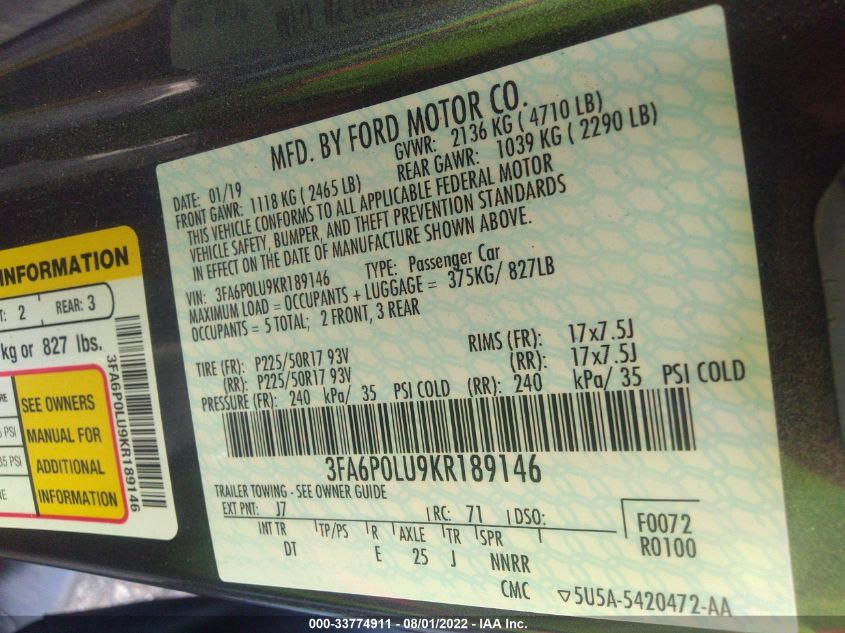 MFD. BY FORD MOTOR CO.
DATE: 01/19 GVWR: 2136 KG ( 4710 LB)
FRONT GAWR: 1118 KG ( 2465 LB) REAR GAWR: 1039 KG ( 2290 LB)
THIS VEHICLE CONFORMS TO ALL APPLICABLE FEDERAL MOTOR
VEHICLE SAFETY, BUMPER, AND THEFT PREVENTION STANDARDS
IN EFFECT ON THE DATE OF MANUFACTURE SHOWN ABOVE.
VIN: 3FA6P0LU9KR189146 TYPE: Passenger Car
MAXIMUM LOAD = OCCUPANTS + LUGGAGE = 375KG/ 827LB
OCCUPANTS = 5 TOTAL; 2 FRONT, 3 REAR
TIRE (FR): P225/50R17 93V RIMS (FR): 17x7.5J
(RR): P225/50R17 93V (RR): 17x7.5J
PRESSURE (FR): 240 kPa/ 35 PSI COLD (RR): 240 kPa/ 35 PSI COLD
3FA6P0LU9KR189146
TRAILER TOWING - SEE OWNER GUIDE
EXT PNT: J7 RC: 71 DSO: F0072
INT TR TP/PS R AXLE TR SPR R0100
DT E 25 J NNRR
CMC ▽5U5A-5420472-AA
INFORMATION
: 2 REAR: 3
kg or 827 lbs.
SEE OWNERS
MANUAL FOR
ADDITIONAL
INFORMATION
PSI
35 PSI
3FA6P0LU9KR189146
000-33774911 - 08/01/2022 - IAA Inc.